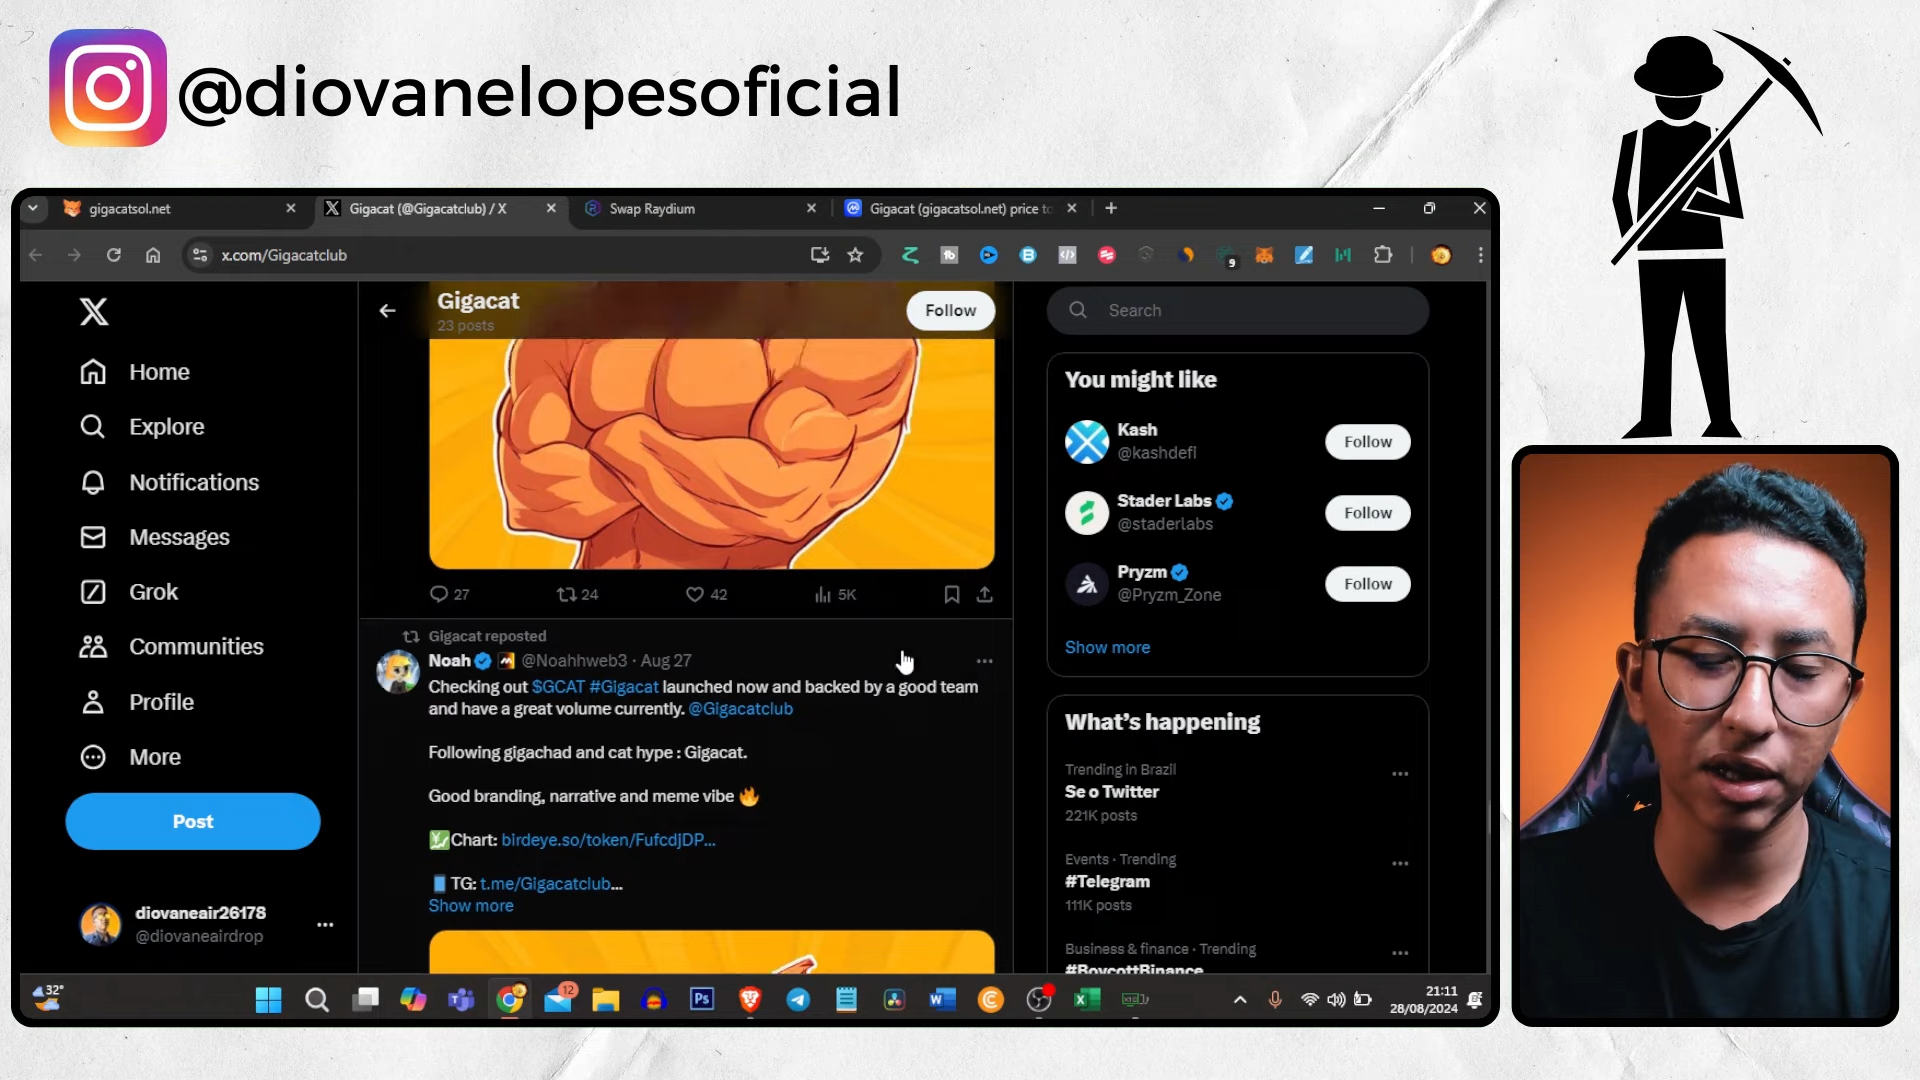 @diovanelopesoficial
gigacatsol.net
Gigacat (@Gigacatclub) / X
Swap Raydium
Gigacat (gigacatsol.net) price to
x.com/Gigacatclub
9
Gigacat
23 posts
Follow
Home
Explore
Notifications
Messages
Grok
Communities
Profile
More
Post
diovaneair26178
@diovaneairdrop
27
24
42
5K
Gigacat reposted
Noah @Noahhweb3 · Aug 27
Checking out $GCAT #Gigacat launched now and backed by a good team
and have a great volume currently. @Gigacatclub
Following gigachad and cat hype : Gigacat.
Good branding, narrative and meme vibe
Chart: birdeye.so/token/FufcdjDP...
TG: t.me/Gigacatclub...
Show more
Search
You might like
Kash
@kashdefi
Follow
Stader Labs
@staderlabs
Follow
Pryzm
@Pryzm_Zone
Follow
Show more
What's happening
Trending in Brazil
Se o Twitter
221K posts
Events · Trending
#Telegram
111K posts
Business & finance · Trending
#BoycottBinance
32°
12
Ps
21:11
28/08/2024